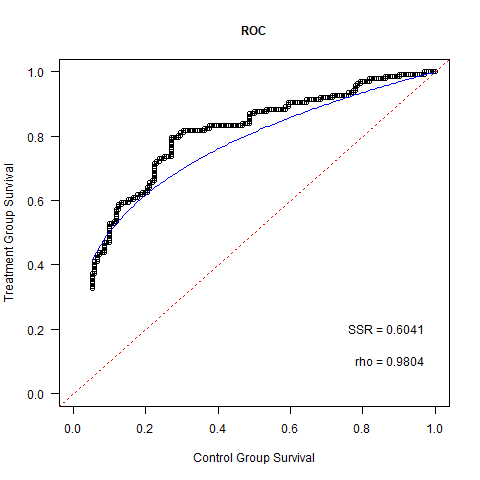 ROC
1.0
0.8
0.6
0.4
0.2
0.0
Treatment Group Survival
SSR = 0.6041
rho = 0.9804
0.0 0.2 0.4 0.6 0.8 1.0
Control Group Survival